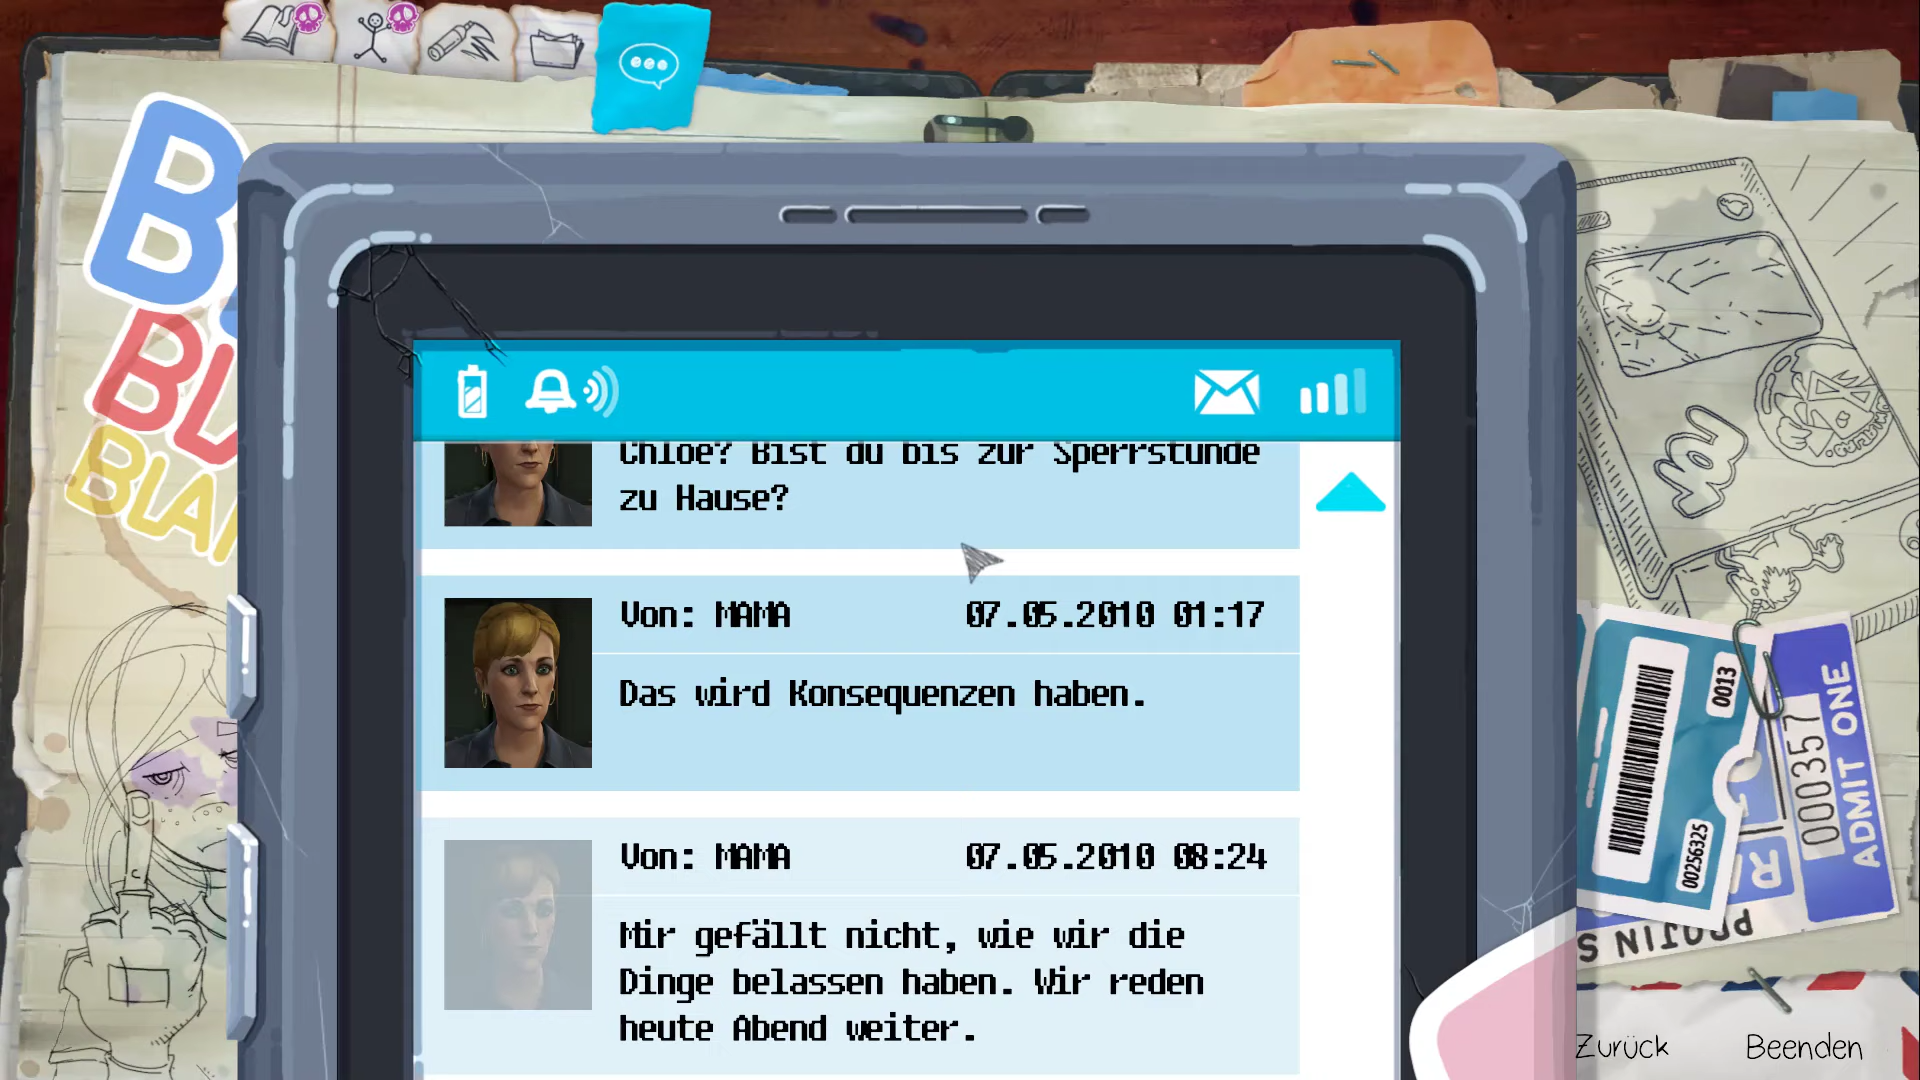 Chloe? Bist du bis zur Sperrstunde
zu Hause?
Von: MAMA 07.05.2010 01:17
Das wird Konsequenzen haben.
Von: MAMA 07.05.2010 08:24
Mir gefällt nicht, wie wir die
Dinge belassen haben. Wir reden
heute Abend weiter.
0013
00256325
000357
ADMIT ONE
Zurück
Beenden